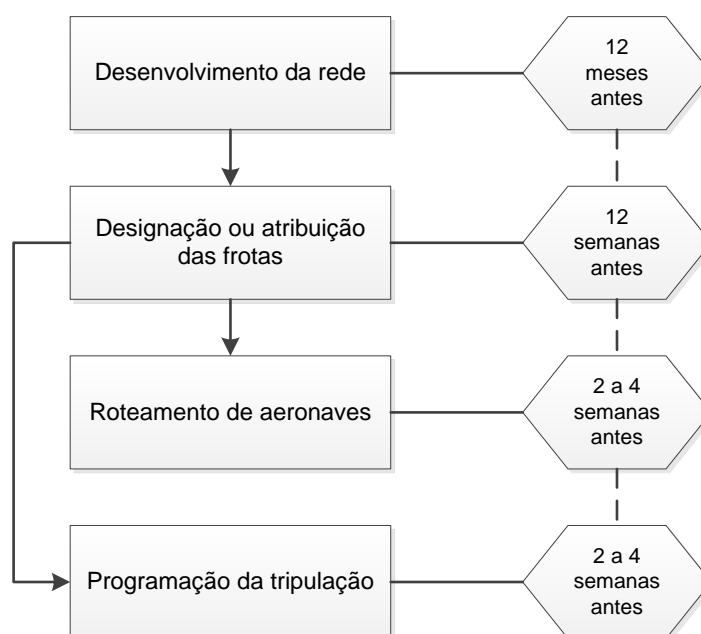 Desenvolvimento da rede
12
meses
antes
Designação ou atribuição
das frotas
12
semanas
antes
Roteamento de aeronaves
2 a 4
semanas
antes
Programação da tripulação
2 a 4
semanas
antes